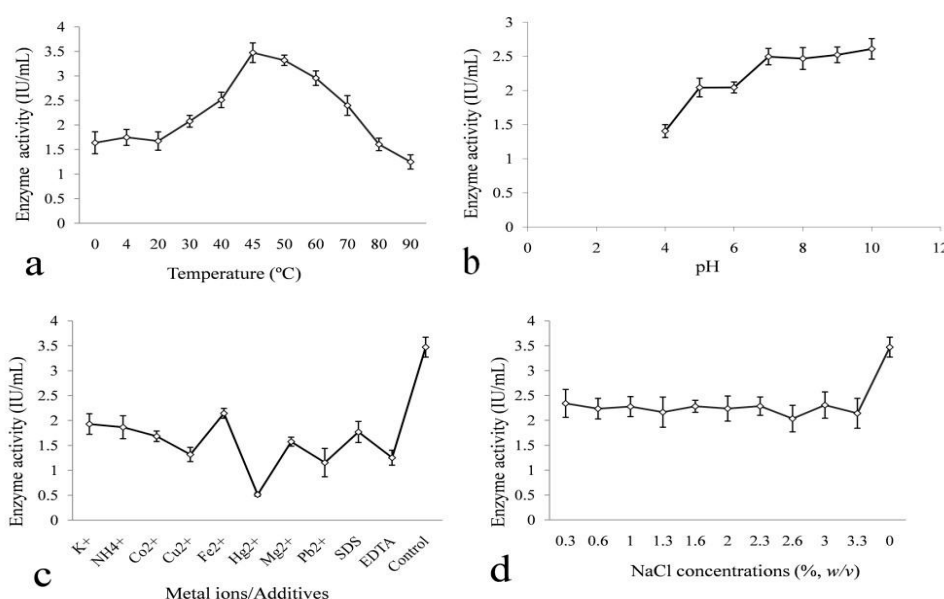 4
3.5
3
2.5
2
1.5
1
0.5
0
Enzyme activity (IU/mL)
0 4 20 30 40 45 50 60 70 80 90
Temperature (ºC)
a
3
2.5
2
1.5
1
0.5
0
Enzyme activity (IU/mL)
0 2 4 6 8 10 12
pH
b
4
3.5
3
2.5
2
1.5
1
0.5
0
Enzyme activity (IU/mL)
K+ NH4+ Co2+ Cu2+ Fe2+ Hg2+ Mg2+ Pb2+ SDS EDTA Control
Metal ions/Additives
c
4
3.5
3
2.5
2
1.5
1
0.5
0
Enzyme activity (IU/mL)
0.3 0.6 1 1.3 1.6 2 2.3 2.6 3 3.3 0
NaCl concentrations (%, w/v)
d